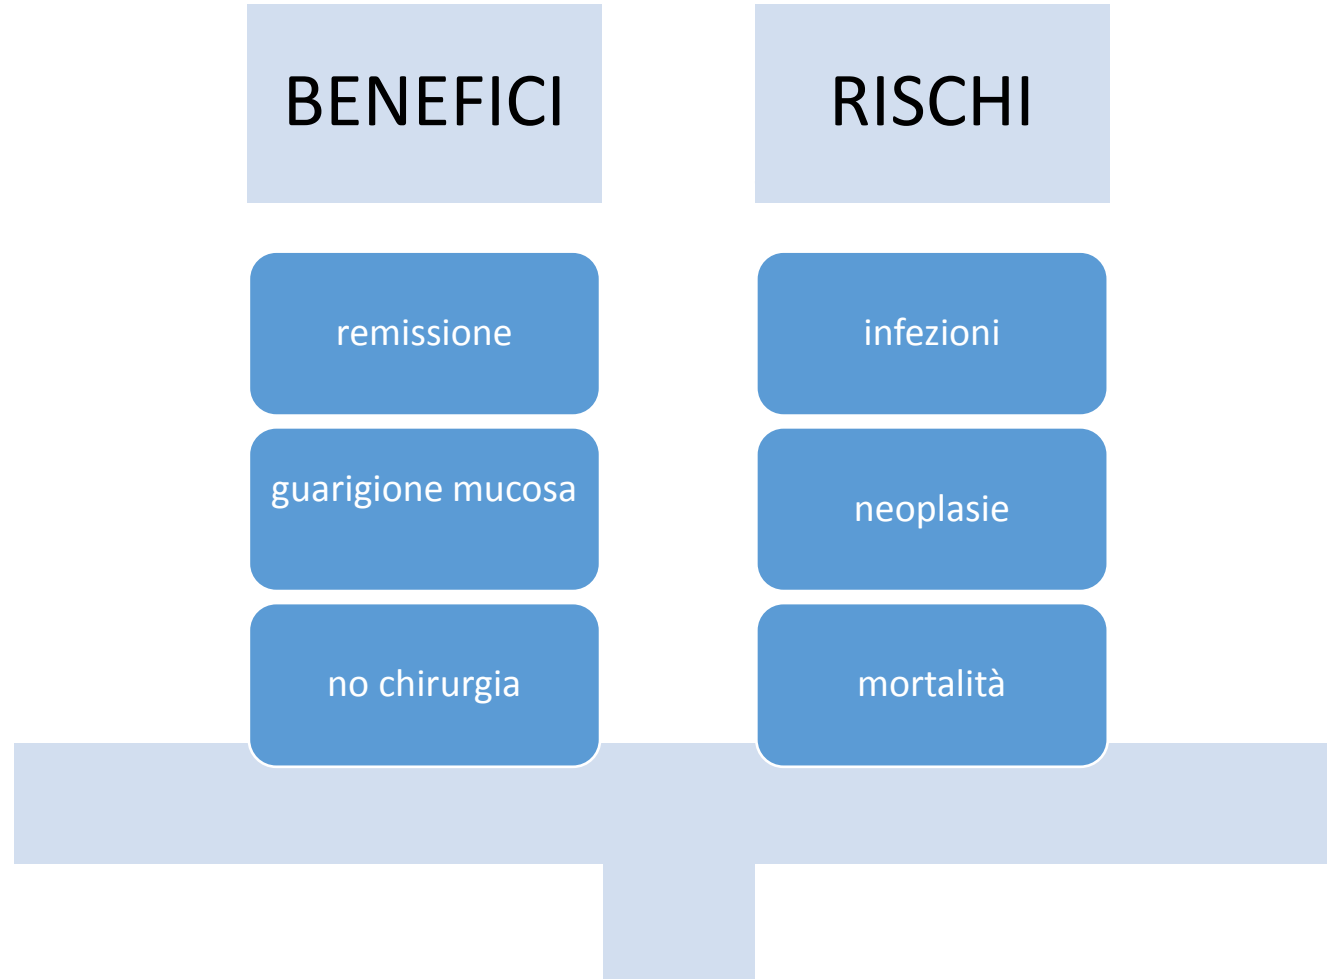 BENEFICI
RISCHI
remissione
guarigione mucosa
no chirurgia
infezioni
neoplasie
mortalità